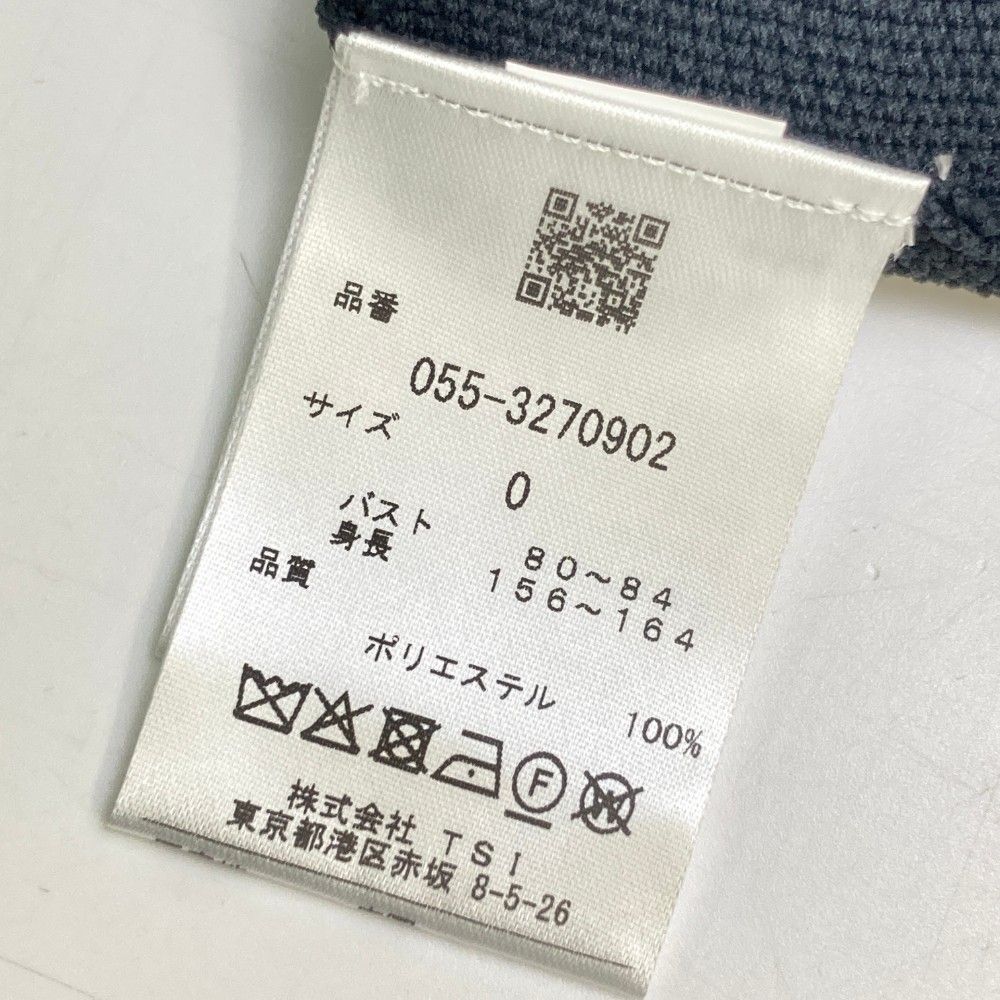 品番
055-3270902
サイズ
0
バスト 80～84
身長 156～164
品質
ポリエステル 100%
F
W
株式会社 TSI
東京都港区赤坂 8-5-26